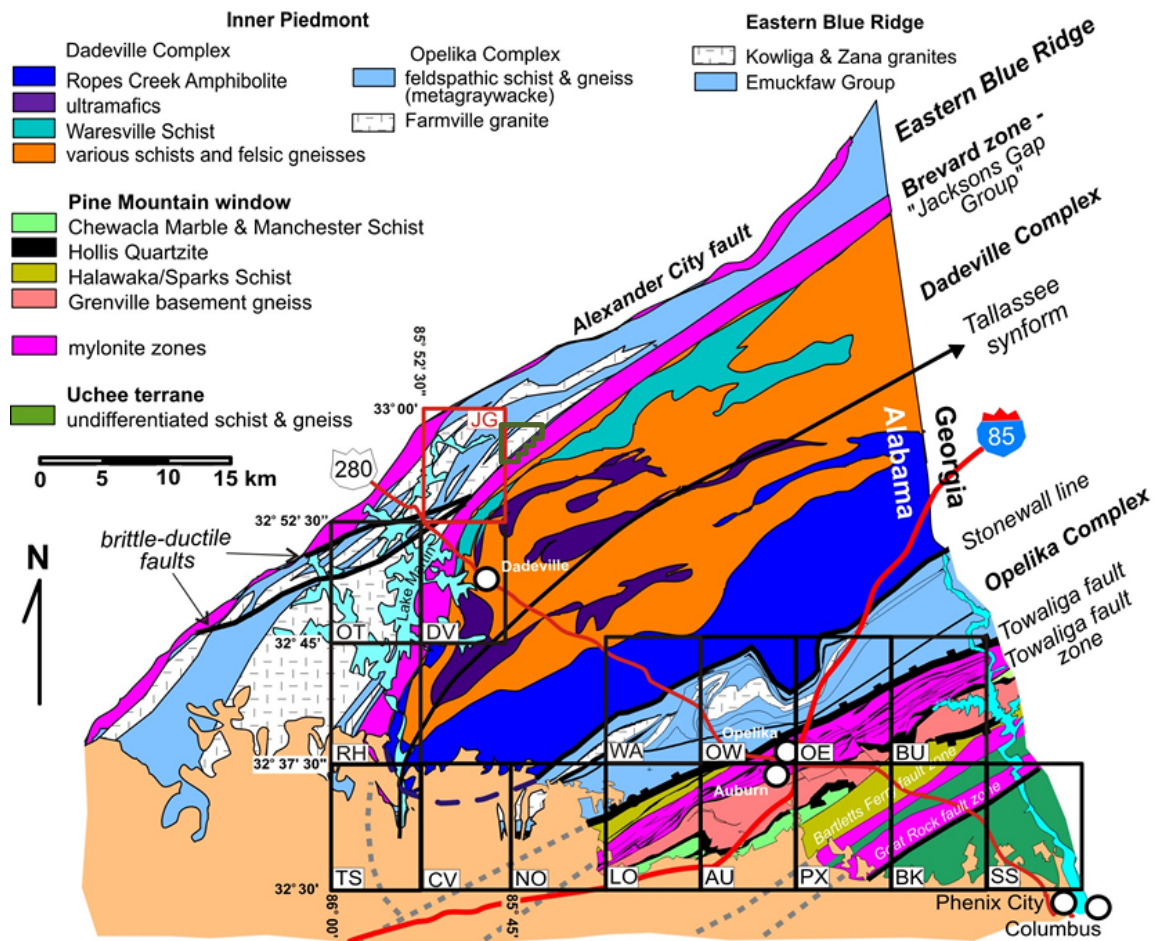 Inner Piedmont
Dadeville Complex
Ropes Creek Amphibolite
ultramafics
Waresville Schist
various schists and felsic gneisses
Opelika Complex
feldspathic schist & gneiss
(metagraywacke)
Farmville granite
Eastern Blue Ridge
Kowliga & Zana granites
Emuckfaw Group
Pine Mountain window
Chewacla Marble & Manchester Schist
Hollis Quartzite
Halawaka/Sparks Schist
Grenville basement gneiss
mylonite zones
Uchee terrane
undifferentiated schist & gneiss
0 5 10 15 km
N
Eastern Blue Ridge
Brevard zone -
"Jacksons Gap
Group"
Dadeville Complex
Tallassee
synform
Alexander City fault
Alabama
Georgia
85
280
Stonewall line
Opelika Complex
Towaliga fault
Towaliga fault
zone
brittle-ductile
faults
85° 52' 30"
33° 00'
JG
32° 52' 30"
Dadeville
Lake Martin
OT
DV
32° 45'
RH
WA
OW
Opelika
OE
BU
32° 37' 30"
Auburn
Bartletts Ferry fault zone
Goat Rock fault zone
TS
CV
NO
LO
AU
PX
BK
SS
32° 30'
86° 00'
85° 45'
Phenix City
Columbus